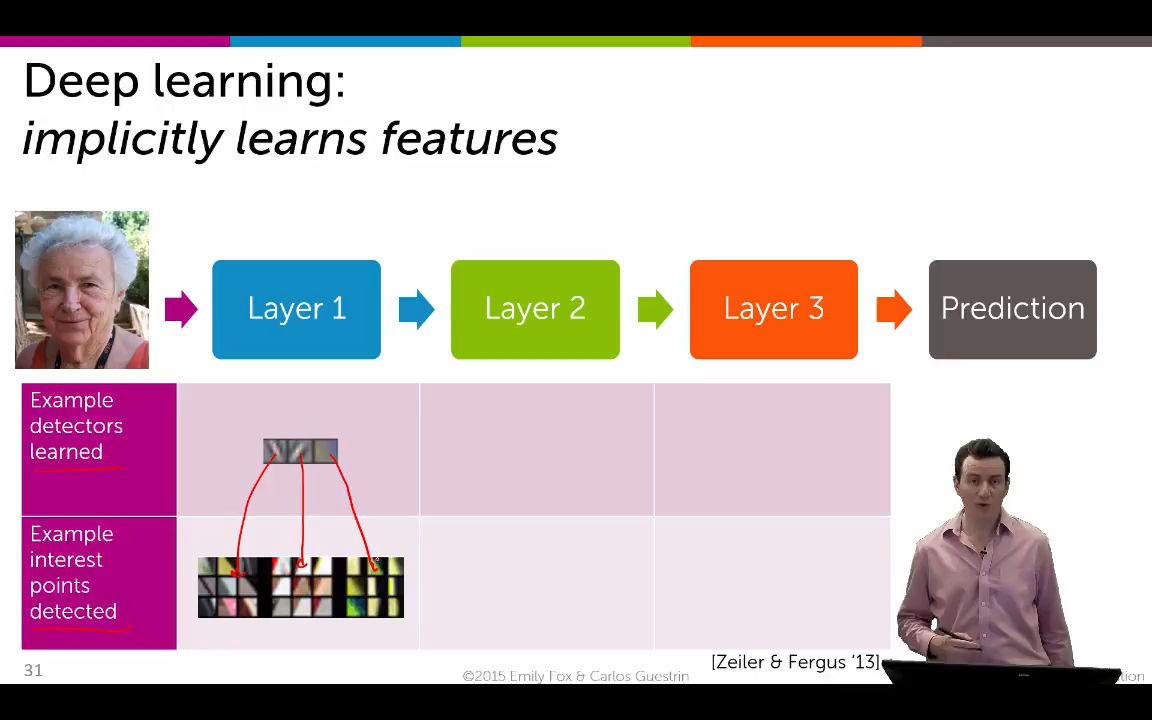 Deep learning:
implicitly learns features
Layer 1
Layer 2
Layer 3
Prediction
Example
detectors
learned
Example
interest
points
detected
[Zeiler & Fergus '13]
31
©2015 Emily Fox & Carlos Guestrin